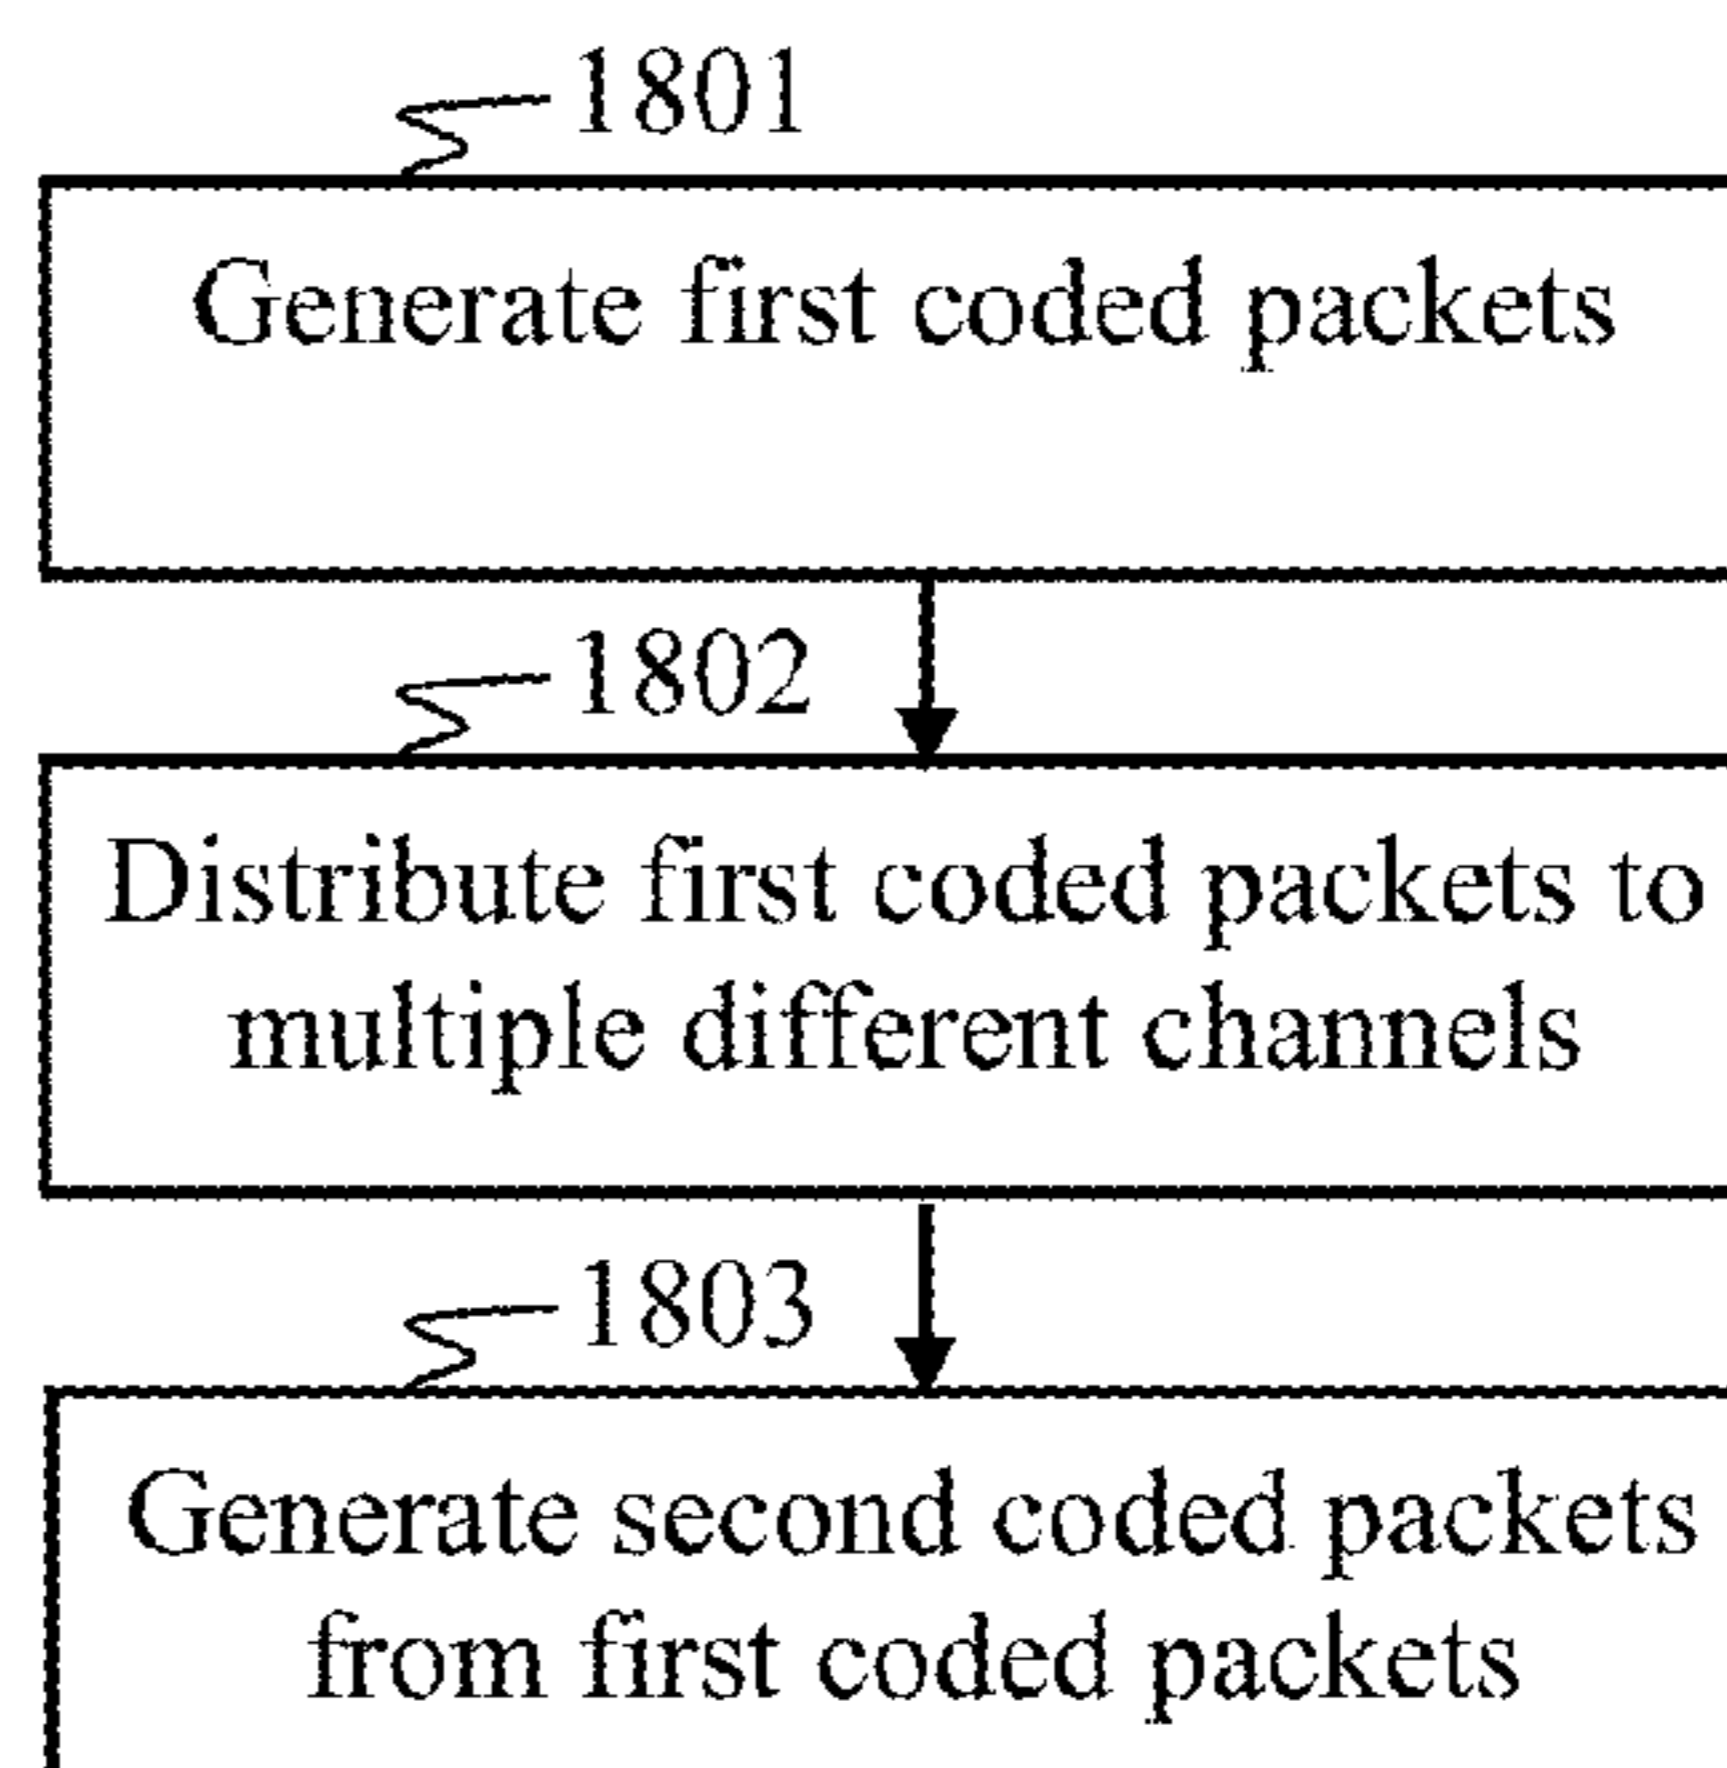 1801
Generate first coded packets
1802
Distribute first coded packets to
multiple different channels
1803
Generate second coded packets
from first coded packets